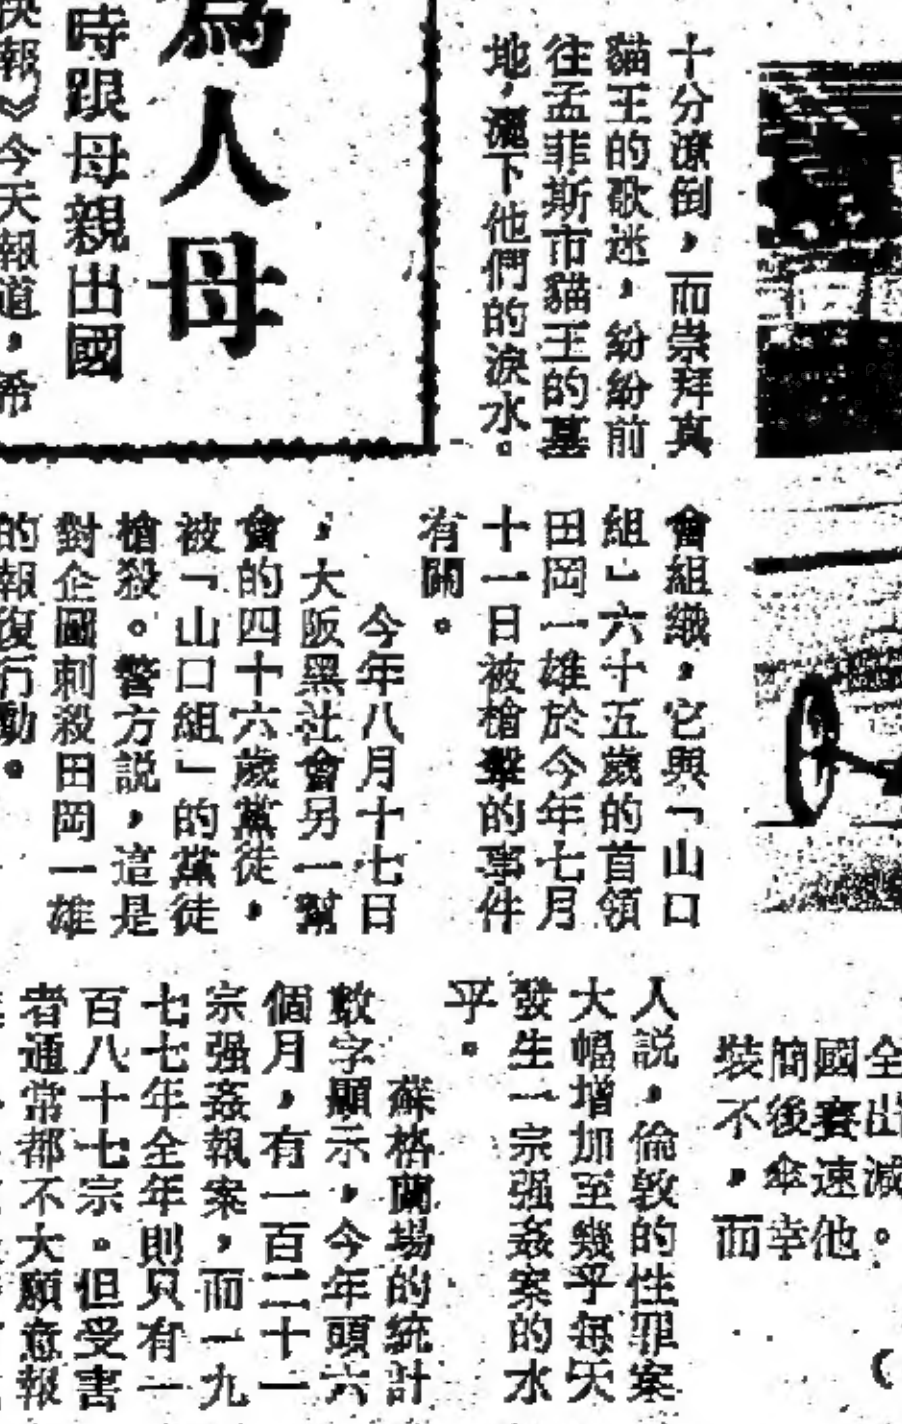 十分潦倒，而崇拜真
貓王的歌迷，紛紛前
往孟菲斯市貓王的墓
地，灑下他們的淚水。
為人母
時跟母親出國
快報》今天報道，希
會組織，它與「山口
組」六十五歲的首領
田岡一雄於今年七月
十一日被槍擊的事件
有關。
今年八月十七日
，大阪黑社會另一幫
會的四十六歲黨徒，
被「山口組」的黨徒
槍殺。警方説，這是
對企圖刺殺田岡一雄
的報復行動。
全出減。
國賽速他
簡後傘幸
裝不，而
人説，倫敦的性罪案
大幅增加至幾乎每天
發生一宗强姦案的水
平。
蘇格蘭場的統計
數字顯示，今年頭六
個月，有一百二十一
宗强姦報案，而一九
七七年全年則只有一
百八十七宗。但受害
者通常都不大願意報